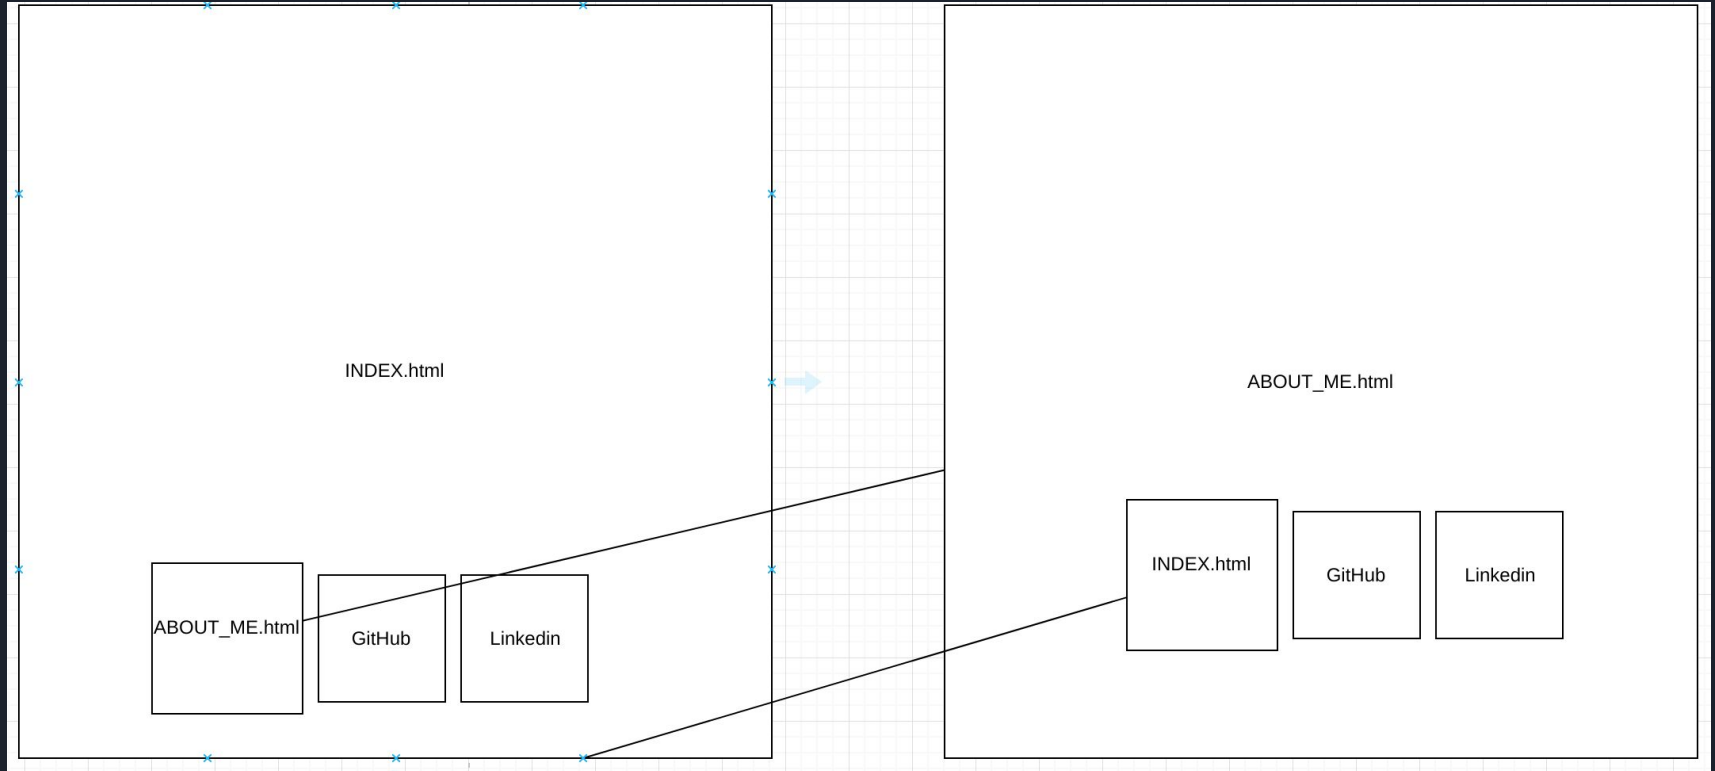 INDEX.html
ABOUT_ME.html
GitHub
Linkedin
ABOUT_ME.html
INDEX.html
GitHub
Linkedin